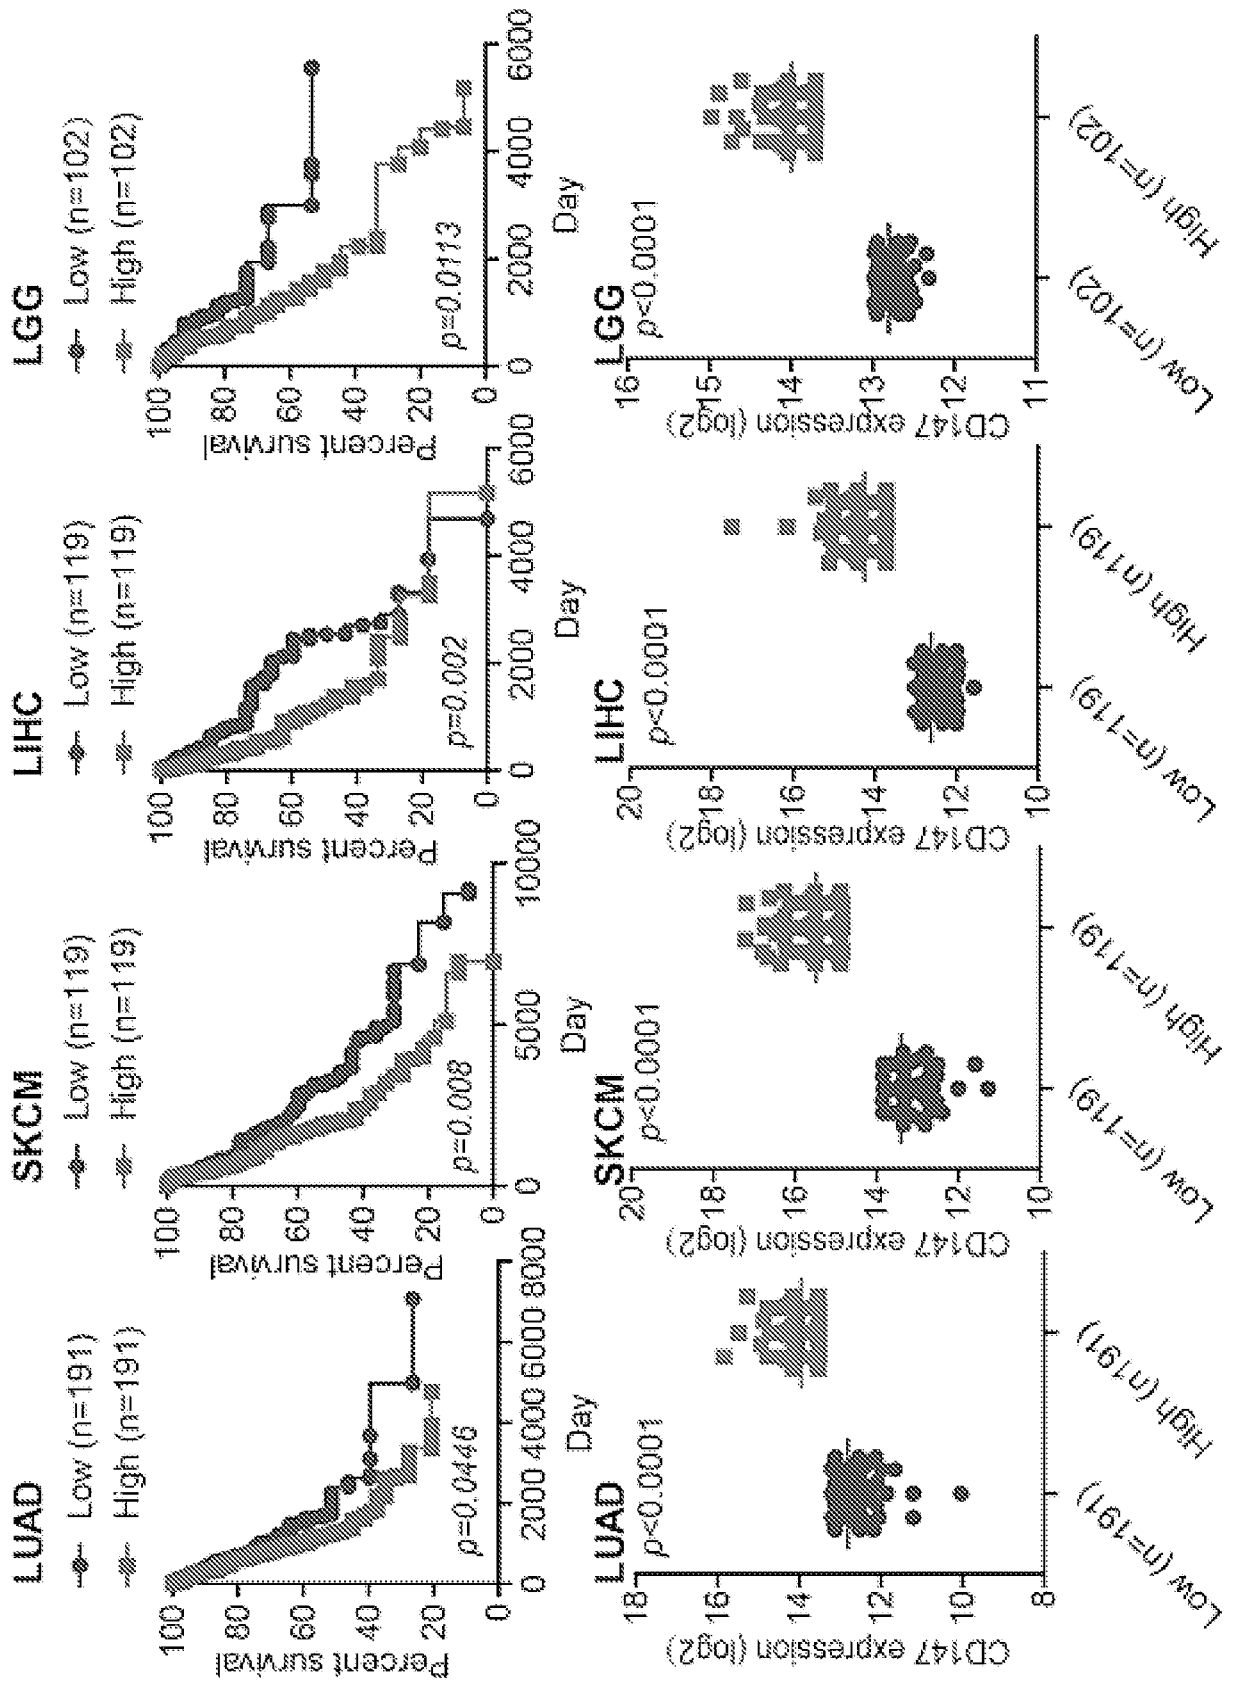 LUAD
Low (n=191)
High (n=191)
Percent survival
100
80
60
40
20
0
p=0.0446
0 2000 4000 6000 8000
Day
SKCM
Low (n=119)
High (n=119)
Percent survival
100
80
60
40
20
0
p=0.008
0 5000 10000
Day
LIHC
Low (n=119)
High (n=119)
Percent survival
100
80
60
40
20
0
p=0.002
0 2000 4000 6000
Day
LGG
Low (n=102)
High (n=102)
Percent survival
100
80
60
40
20
0
p=0.0113
0 2000 4000 6000
Day
LUAD
p<0.0001
CD147 expression (log2)
18
16
14
12
10
8
Low (n=191)
High (n191)
SKCM
p<0.0001
CD147 expression (log2)
20
18
16
14
12
10
Low (n=119)
High (n=119)
LIHC
p<0.0001
CD147 expression (log2)
20
18
16
14
12
10
Low (n=119)
High (n119)
LGG
p<0.0001
CD147 expression (log2)
16
15
14
13
12
11
Low (n=102)
High (n=102)